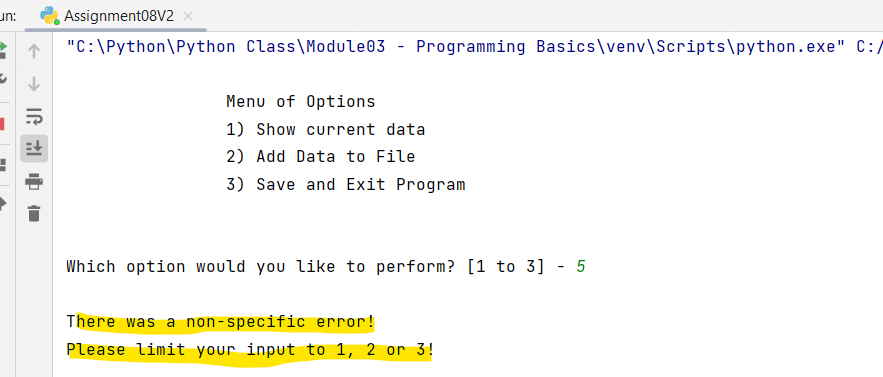 un: Assignment08V2
"C:\Python\Python Class\Module03 - Programming Basics\venv\Scripts\python.exe" C:/
Menu of Options
1) Show current data
2) Add Data to File
3) Save and Exit Program
Which option would you like to perform? [1 to 3] - 5
There was a non-specific error!
Please limit your input to 1, 2 or 3!